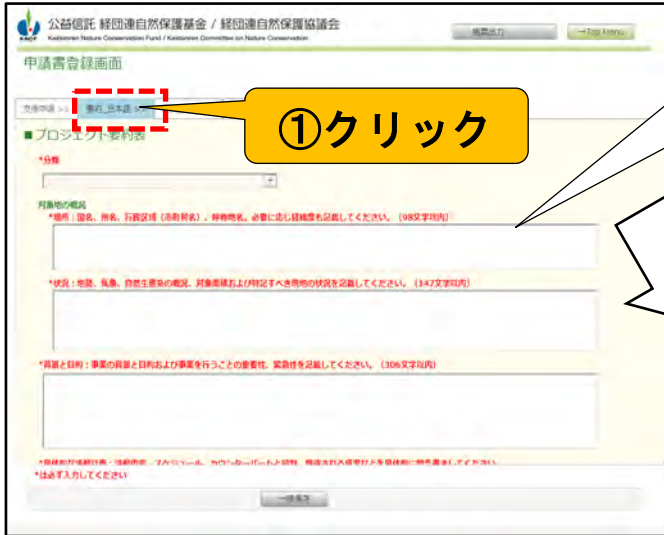 公益信託 経団連自然保護基金 / 経団連自然保護協議会
Keidanren Nature Conservation Fund / Keidanren Committee on Nature Conservation
→Top Menu
申請書登録画面
交付申請 >> 要約_日本語 >>
①クリック
■プロジェクト要約表
*分類
対象地の概況
*場所：国名、州名、行政区域（市町村名）、呼称地名。必要に応じ経緯度も記載してください。（98文字以内）
*状況：地勢、気象、自然生態系の概況、対象面積および特記すべき現地の状況を記載してください。（147文字以内）
*背景と目的：事業の背景と目的および事業を行うことの重要性、緊急性を記載してください。（306文字以内）
*は必ず入力してください